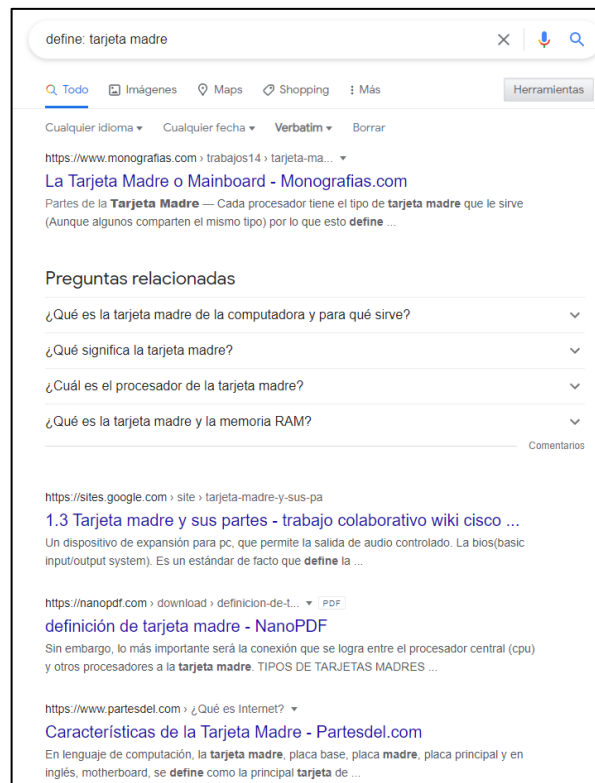 define: tarjeta madre
Todo Imágenes Maps Shopping Más Herramientas
Cualquier idioma Cualquier fecha Verbatim Borrar
https://www.monografias.com › trabajos14 › tarjeta-ma...
La Tarjeta Madre o Mainboard - Monografias.com
Partes de la Tarjeta Madre — Cada procesador tiene el tipo de tarjeta madre que le sirve
(Aunque algunos comparten el mismo tipo) por lo que esto define ...
Preguntas relacionadas
¿Qué es la tarjeta madre de la computadora y para qué sirve?
¿Qué significa la tarjeta madre?
¿Cuál es el procesador de la tarjeta madre?
¿Qué es la tarjeta madre y la memoria RAM?
Comentarios
https://sites.google.com › site › tarjeta-madre-y-sus-pa
1.3 Tarjeta madre y sus partes - trabajo colaborativo wiki cisco ...
Un dispositivo de expansión para pc, que permite la salida de audio controlado. La bios(basic
input/output system). Es un estándar de facto que define la ...
https://nanopdf.com › download › definicion-de-t... PDF
definición de tarjeta madre - NanoPDF
Sin embargo, lo más importante será la conexión que se logra entre el procesador central (cpu)
y otros procesadores a la tarjeta madre. TIPOS DE TARJETAS MADRES ...
https://www.partesdel.com › ¿Qué es Internet?
Características de la Tarjeta Madre - Partesdel.com
En lenguaje de computación, la tarjeta madre, placa base, placa madre, placa principal y en
inglés, motherboard, se define como la principal tarjeta de ...